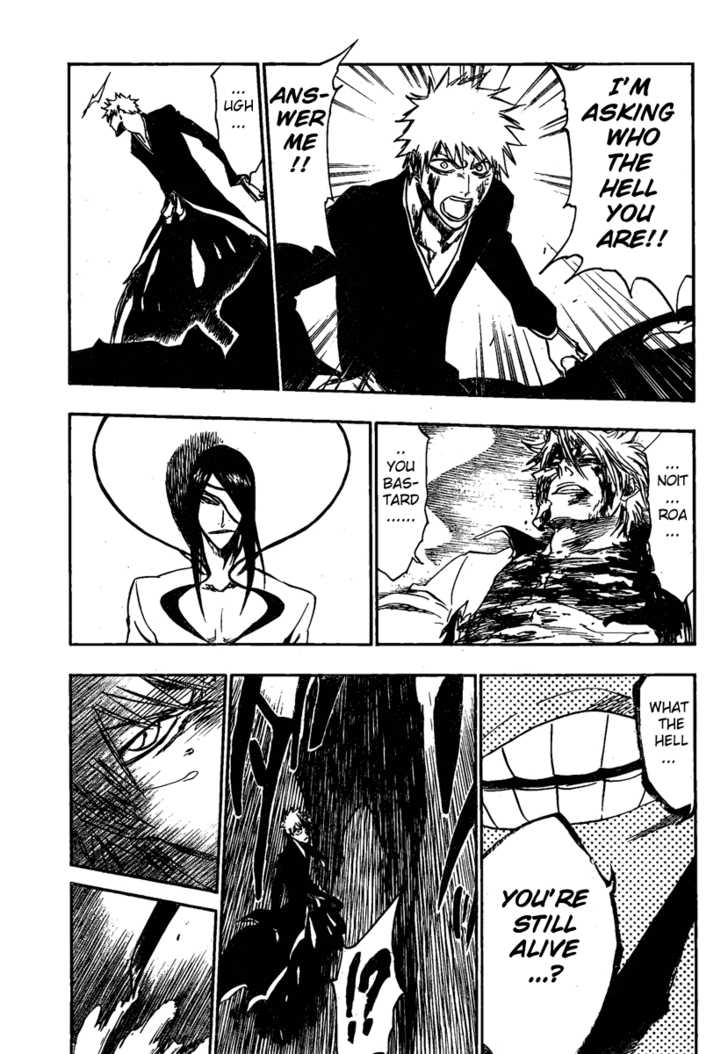 I'M
ASKING
WHO
THE
HELL
YOU
ARE!!
ANS-
WER
ME
!!
...
UGH
...
...
NOIT
...
ROA
...
..
YOU
BAS-
TARD
......
WHAT
THE
HELL
...
YOU'RE
STILL
ALIVE
...?
!?